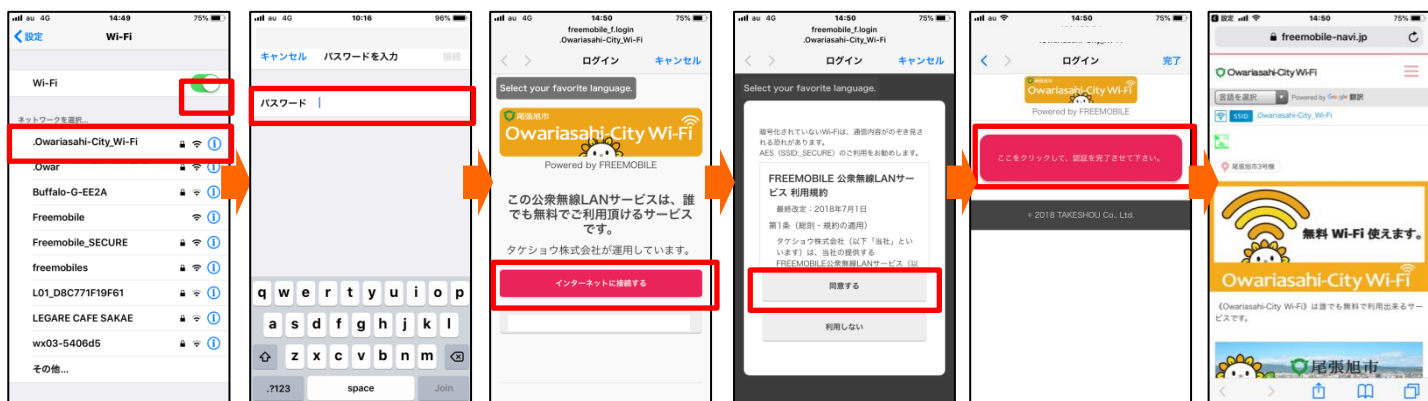 au 4G 14:49 75%
設定 Wi-Fi
Wi-Fi
ネットワークを選択...
.Owariasahi-City_Wi-Fi
.Owar
Buffalo-G-EE2A
Freemobile
Freemobile_SECURE
freemobiles
L01_D8C771F19F61
LEGARE CAFE SAKAE
wx03-5406d5
その他...
au 4G 10:16 96%
キャンセル パスワードを入力 接続
パスワード
q w e r t y u i o p
a s d f g h j k l
z x c v b n m
.?123 space Join
au 4G 14:50 75%
freemobile_f.login
.Owariasahi-City_Wi-Fi
ログイン キャンセル
Select your favorite language.
尾張旭市
Owariasahi-City Wi-Fi
Powered by FREEMOBILE
この公衆無線LANサービスは、誰
でも無料でご利用頂けるサービス
です。
タケショウ株式会社が運用しています。
インターネットに接続する
au 4G 14:50 75%
freemobile_f.login
.Owariasahi-City_Wi-Fi
ログイン キャンセル
Select your favorite language.
暗号化されていないWi-Fiは、通信内容がのぞき見さ
れる恐れがあります。
AES（SSID:_SECURE）のご利用をお勧めします。
FREEMOBILE 公衆無線LANサー
ビス 利用規約
最終改定：2018年7月1日
第1条（総則・規約の適用）
タケショウ株式会社（以下「当社」とい
います）は、当社の提供する
FREEMOBILE公衆無線LANサービス（以
同意する
利用しない
au 14:50 75%
ログイン 完了
Owariasahi-City Wi-Fi
Powered by FREEMOBILE
ここをクリックして、認証を完了させて下さい。
© 2018 TAKESHOU Co., Ltd.
設定 14:50 75%
freemobile-navi.jp
Owariasahi-City Wi-Fi
言語を選択 Powered by Google 翻訳
SSID .Owariasahi-City_Wi-Fi
尾張旭市3号機
無料 Wi-Fi 使えます。
Owariasahi-City Wi-Fi
《Owariasahi-City Wi-Fi》は誰でも無料で利用出来るサー
ビスです。
尾張旭市